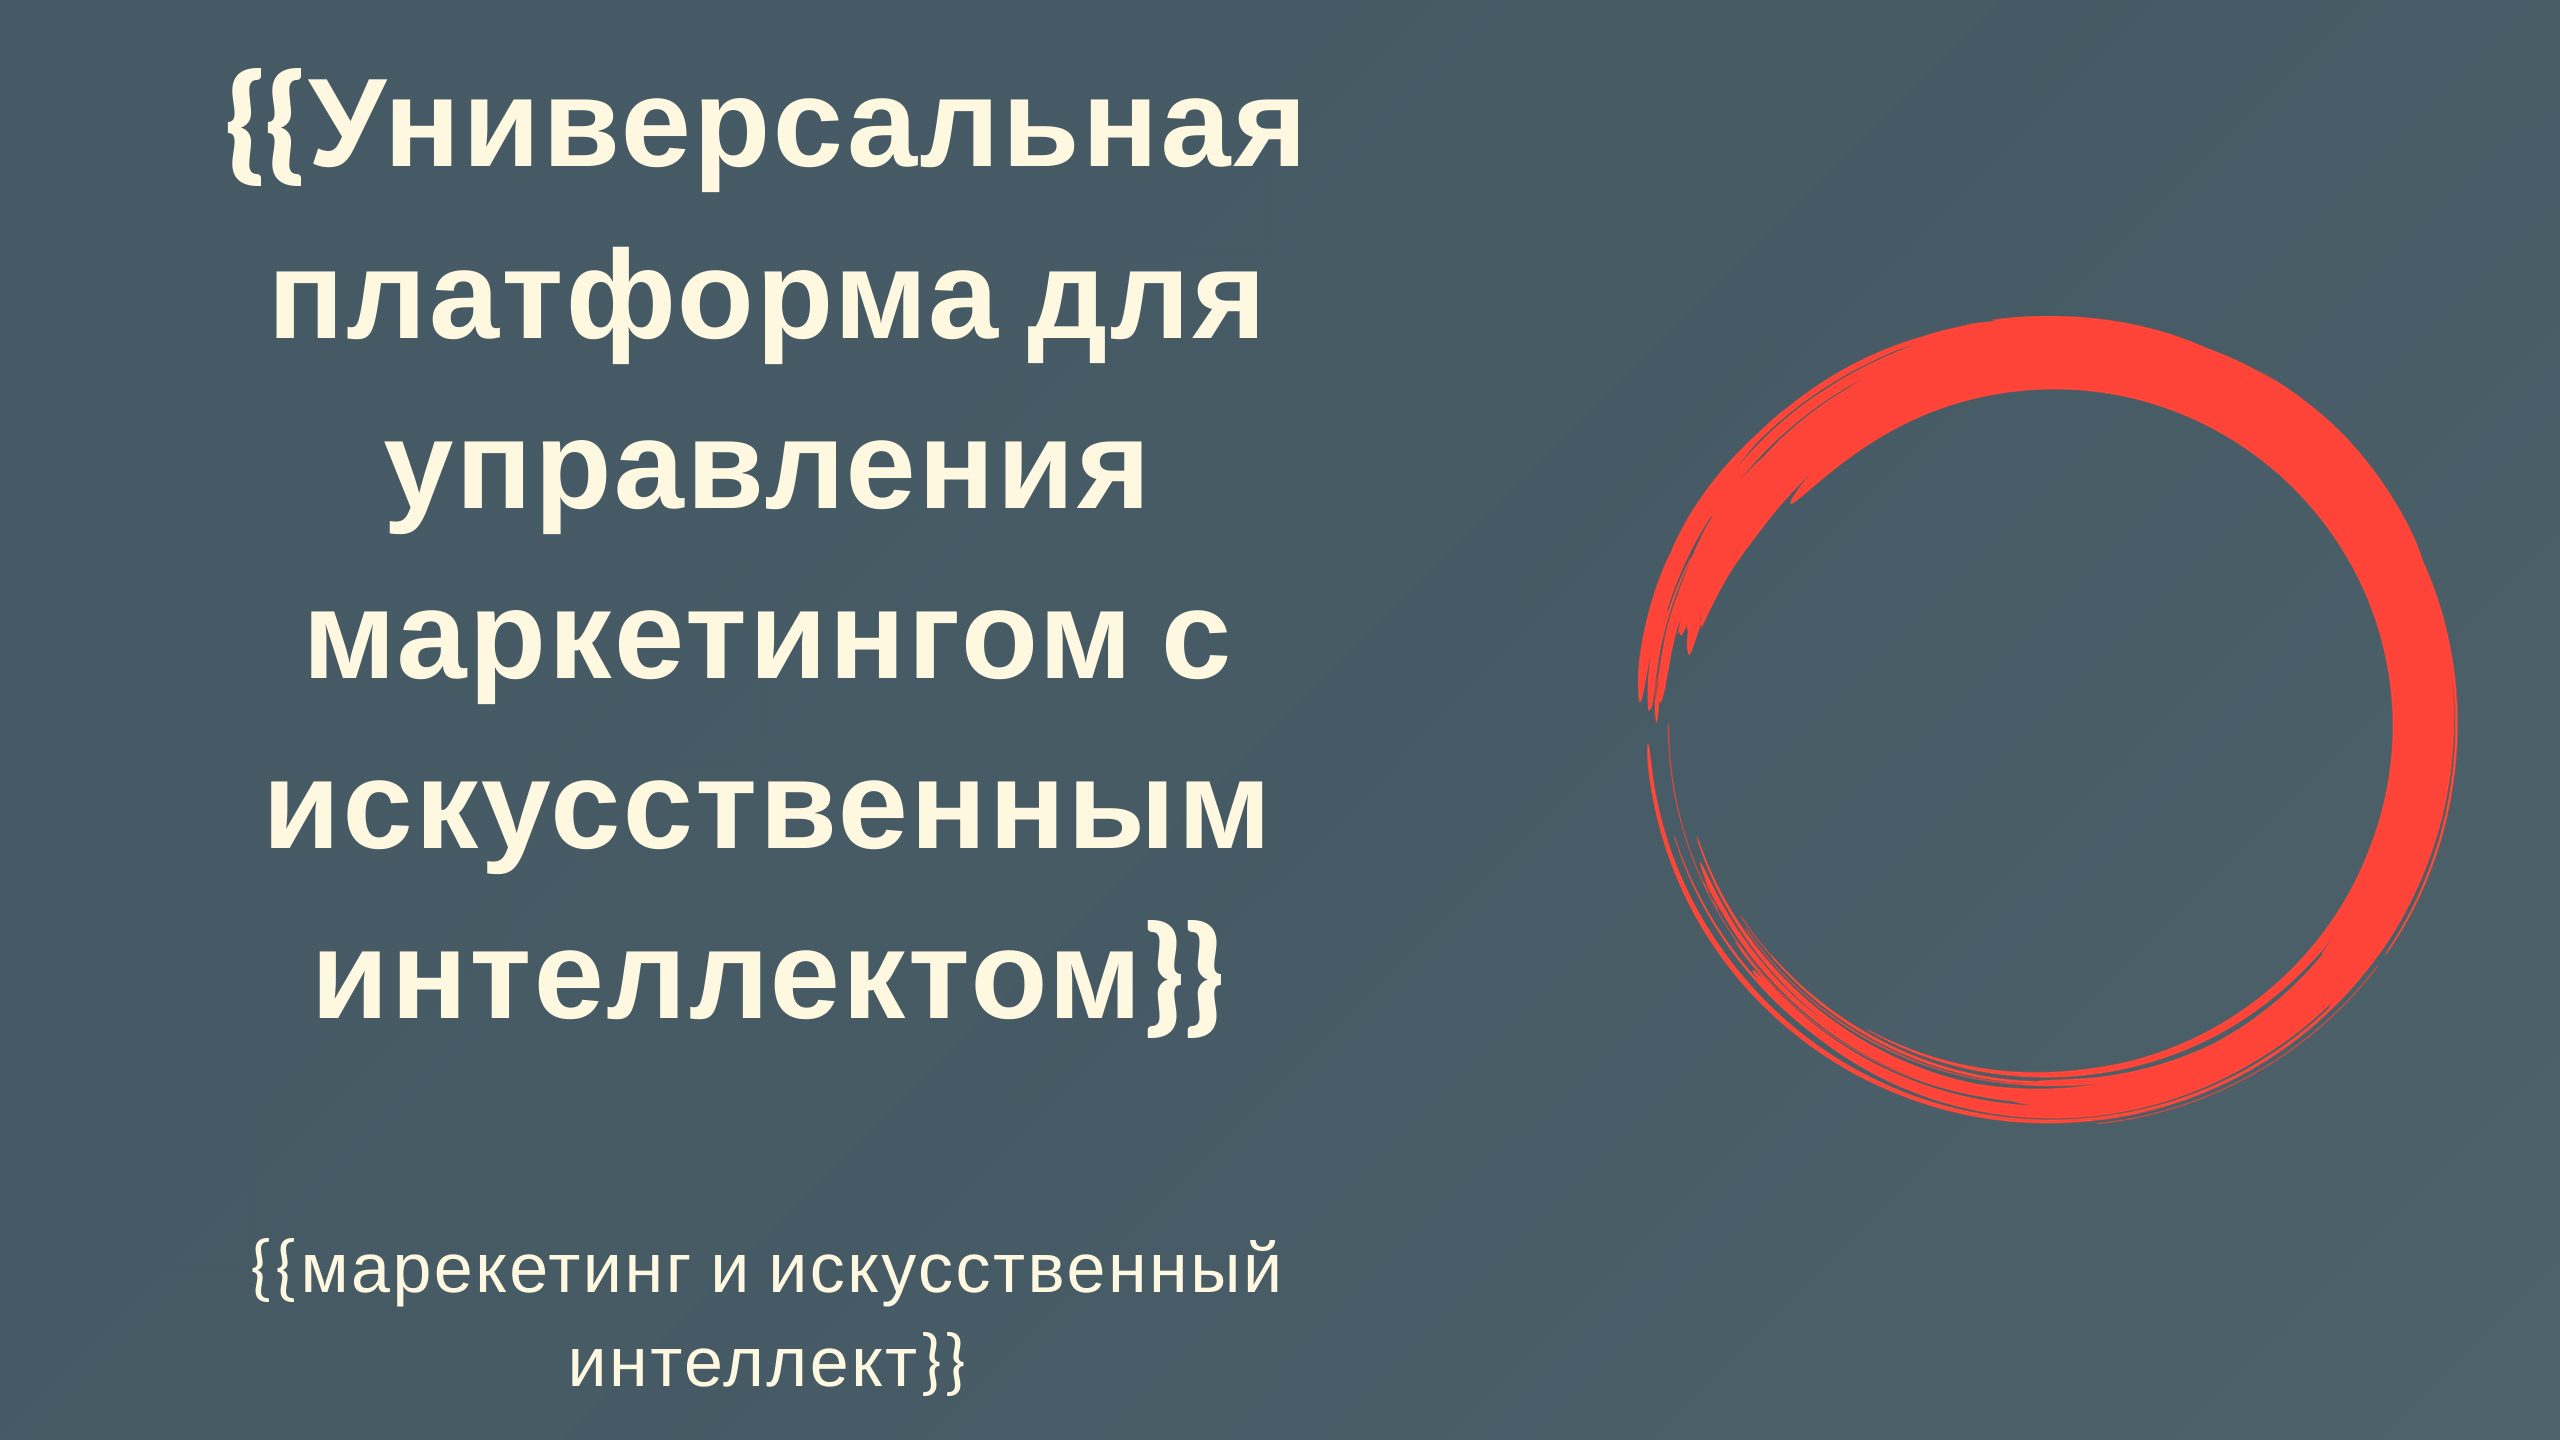 {{Универсальная
платформа для
управления
маркетингом с
искусственным
интеллектом}}
{{марекетинг и искусственный
интеллект}}